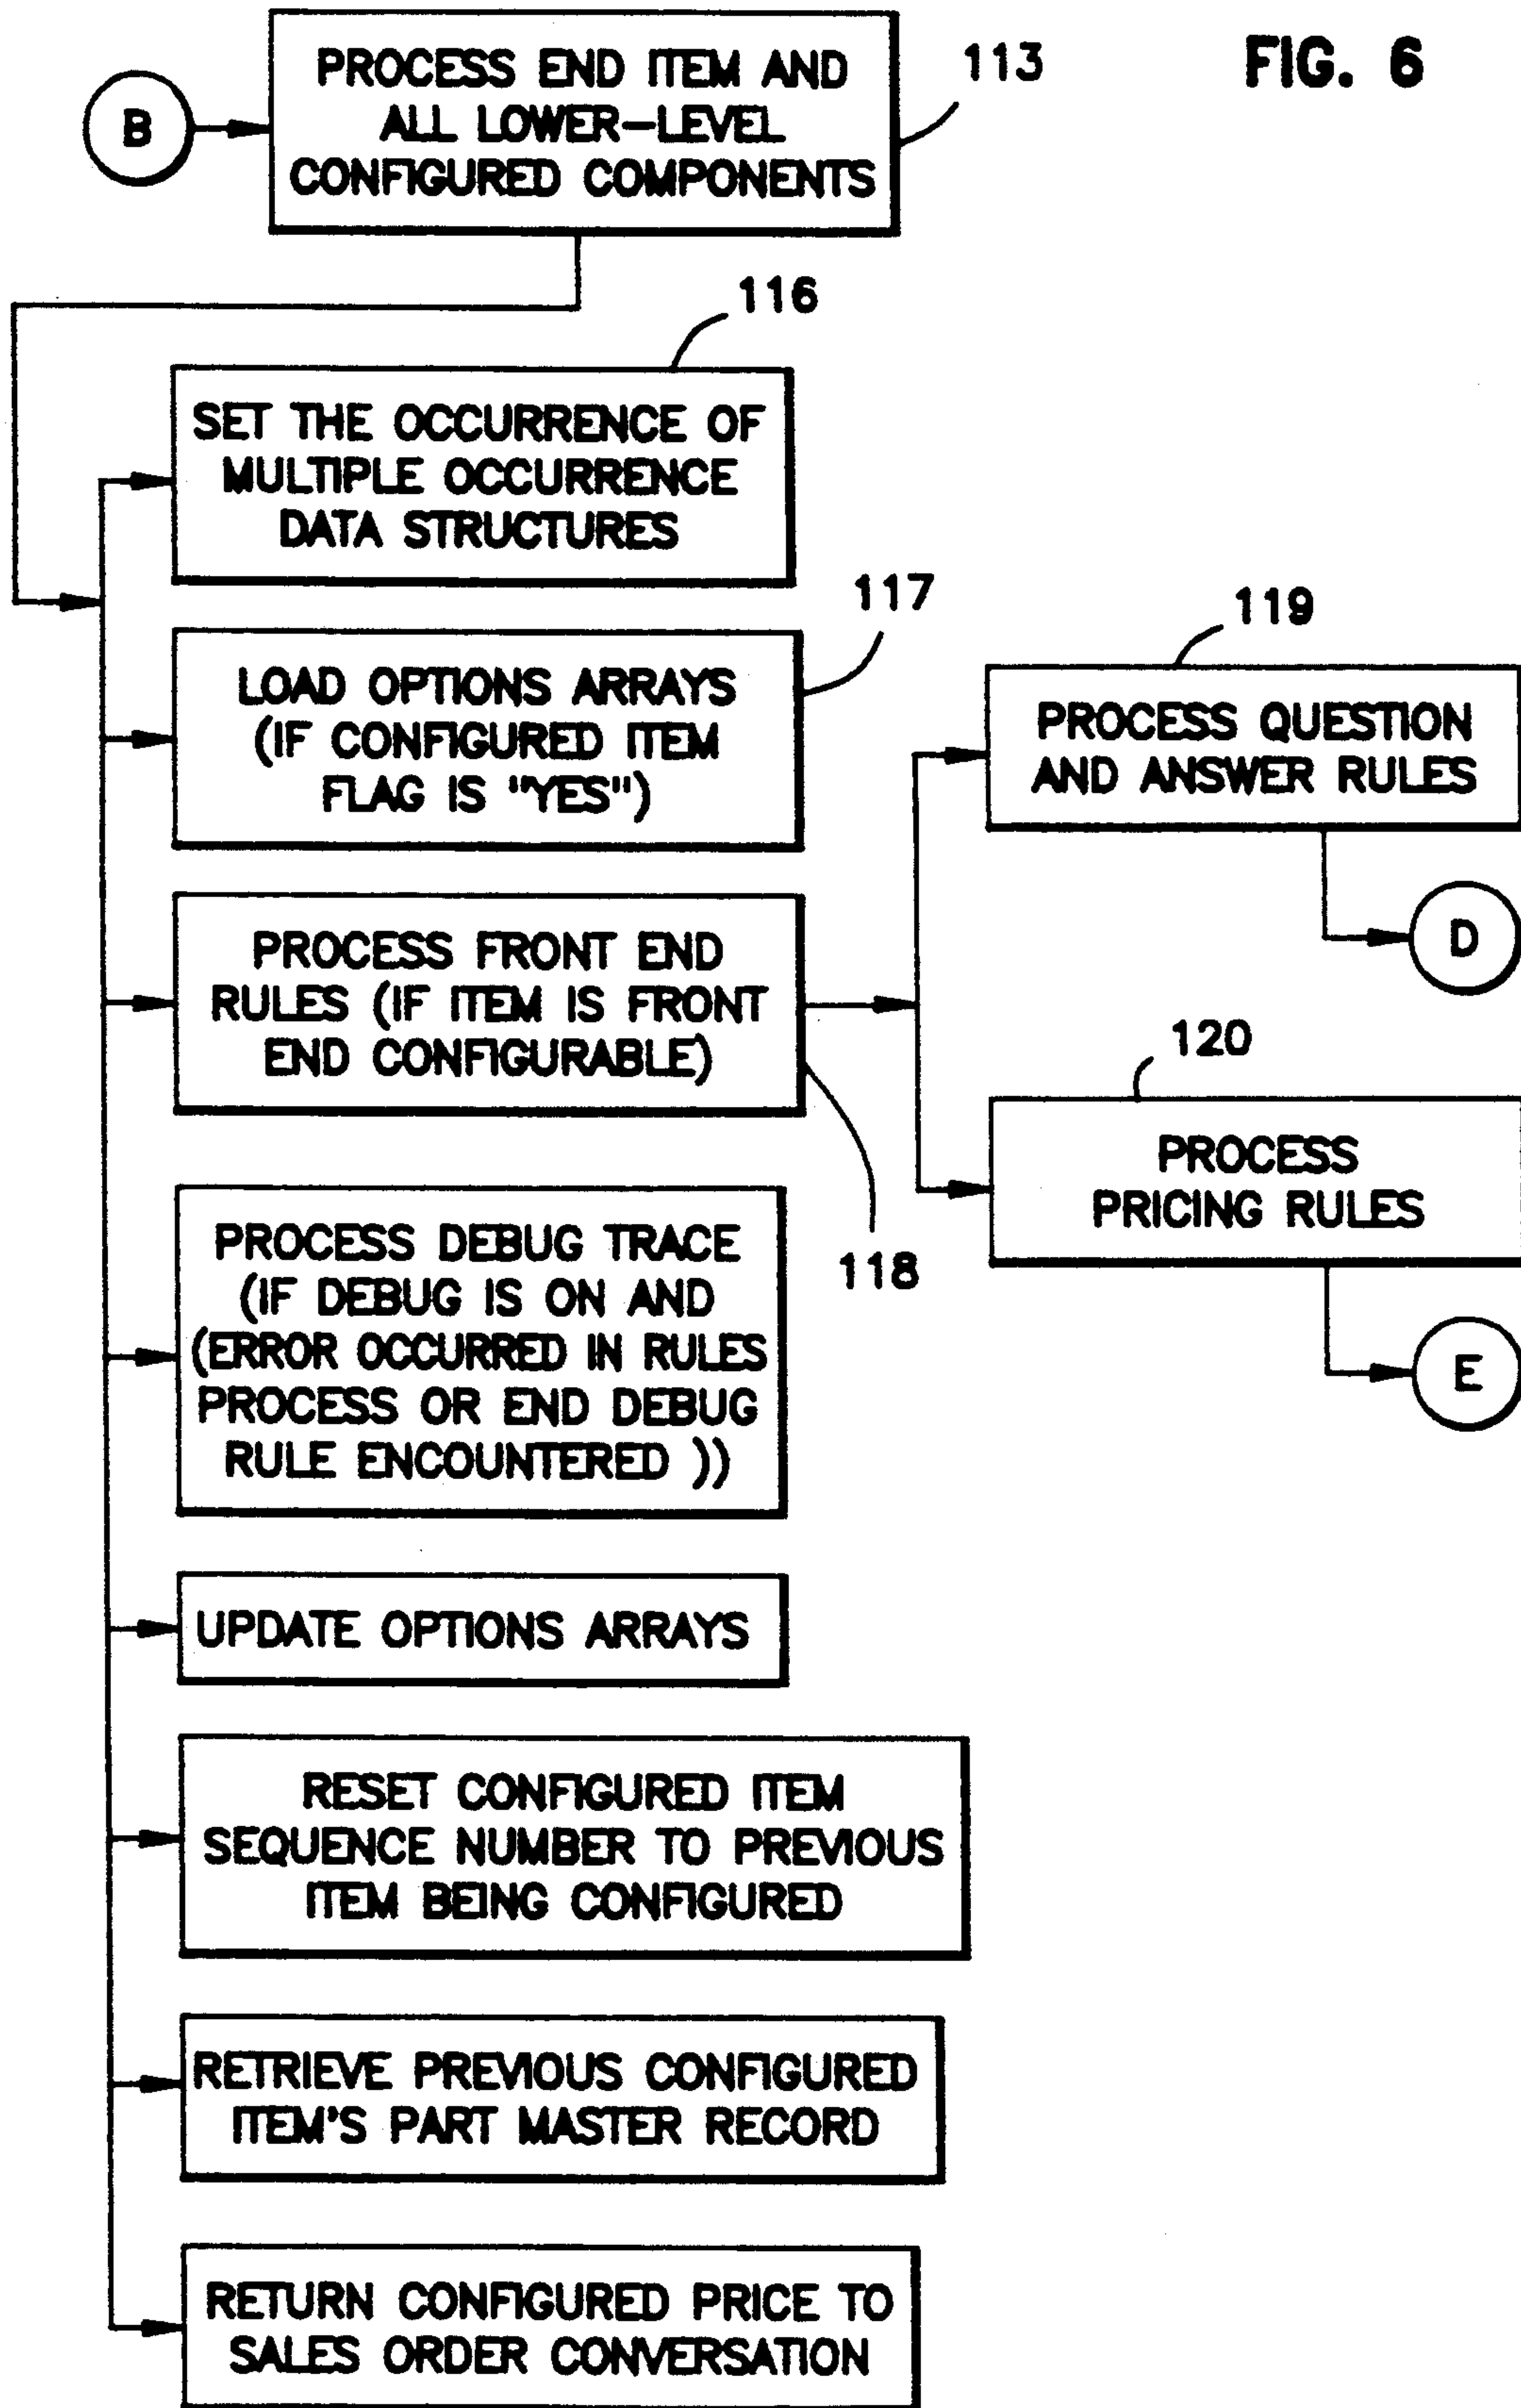 FIG. 6
B
PROCESS END ITEM AND
ALL LOWER-LEVEL
CONFIGURED COMPONENTS
113
116
SET THE OCCURRENCE OF
MULTIPLE OCCURRENCE
DATA STRUCTURES
117
LOAD OPTIONS ARRAYS
(IF CONFIGURED ITEM
FLAG IS "YES")
119
PROCESS QUESTION
AND ANSWER RULES
D
PROCESS FRONT END
RULES (IF ITEM IS FRONT
END CONFIGURABLE)
118
120
PROCESS
PRICING RULES
E
PROCESS DEBUG TRACE
(IF DEBUG IS ON AND
(ERROR OCCURRED IN RULES
PROCESS OR END DEBUG
RULE ENCOUNTERED ))
UPDATE OPTIONS ARRAYS
RESET CONFIGURED ITEM
SEQUENCE NUMBER TO PREVIOUS
ITEM BEING CONFIGURED
RETRIEVE PREVIOUS CONFIGURED
ITEM'S PART MASTER RECORD
RETURN CONFIGURED PRICE TO
SALES ORDER CONVERSATION